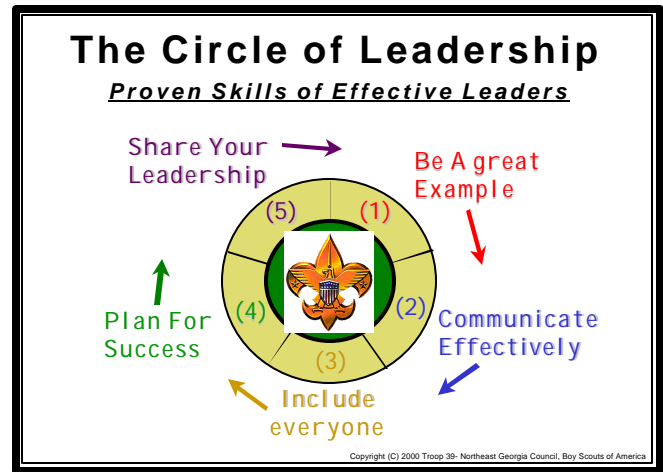 The Circle of Leadership
Proven Skills of Effective Leaders
Share Your
Leadership
Be A great
Example
(5)
(1)
(4)
(2)
(3)
Plan For
Success
Communicate
Effectively
Include
everyone
Copyright (C) 2000 Troop 39- Northeast Georgia Council, Boy Scouts of America